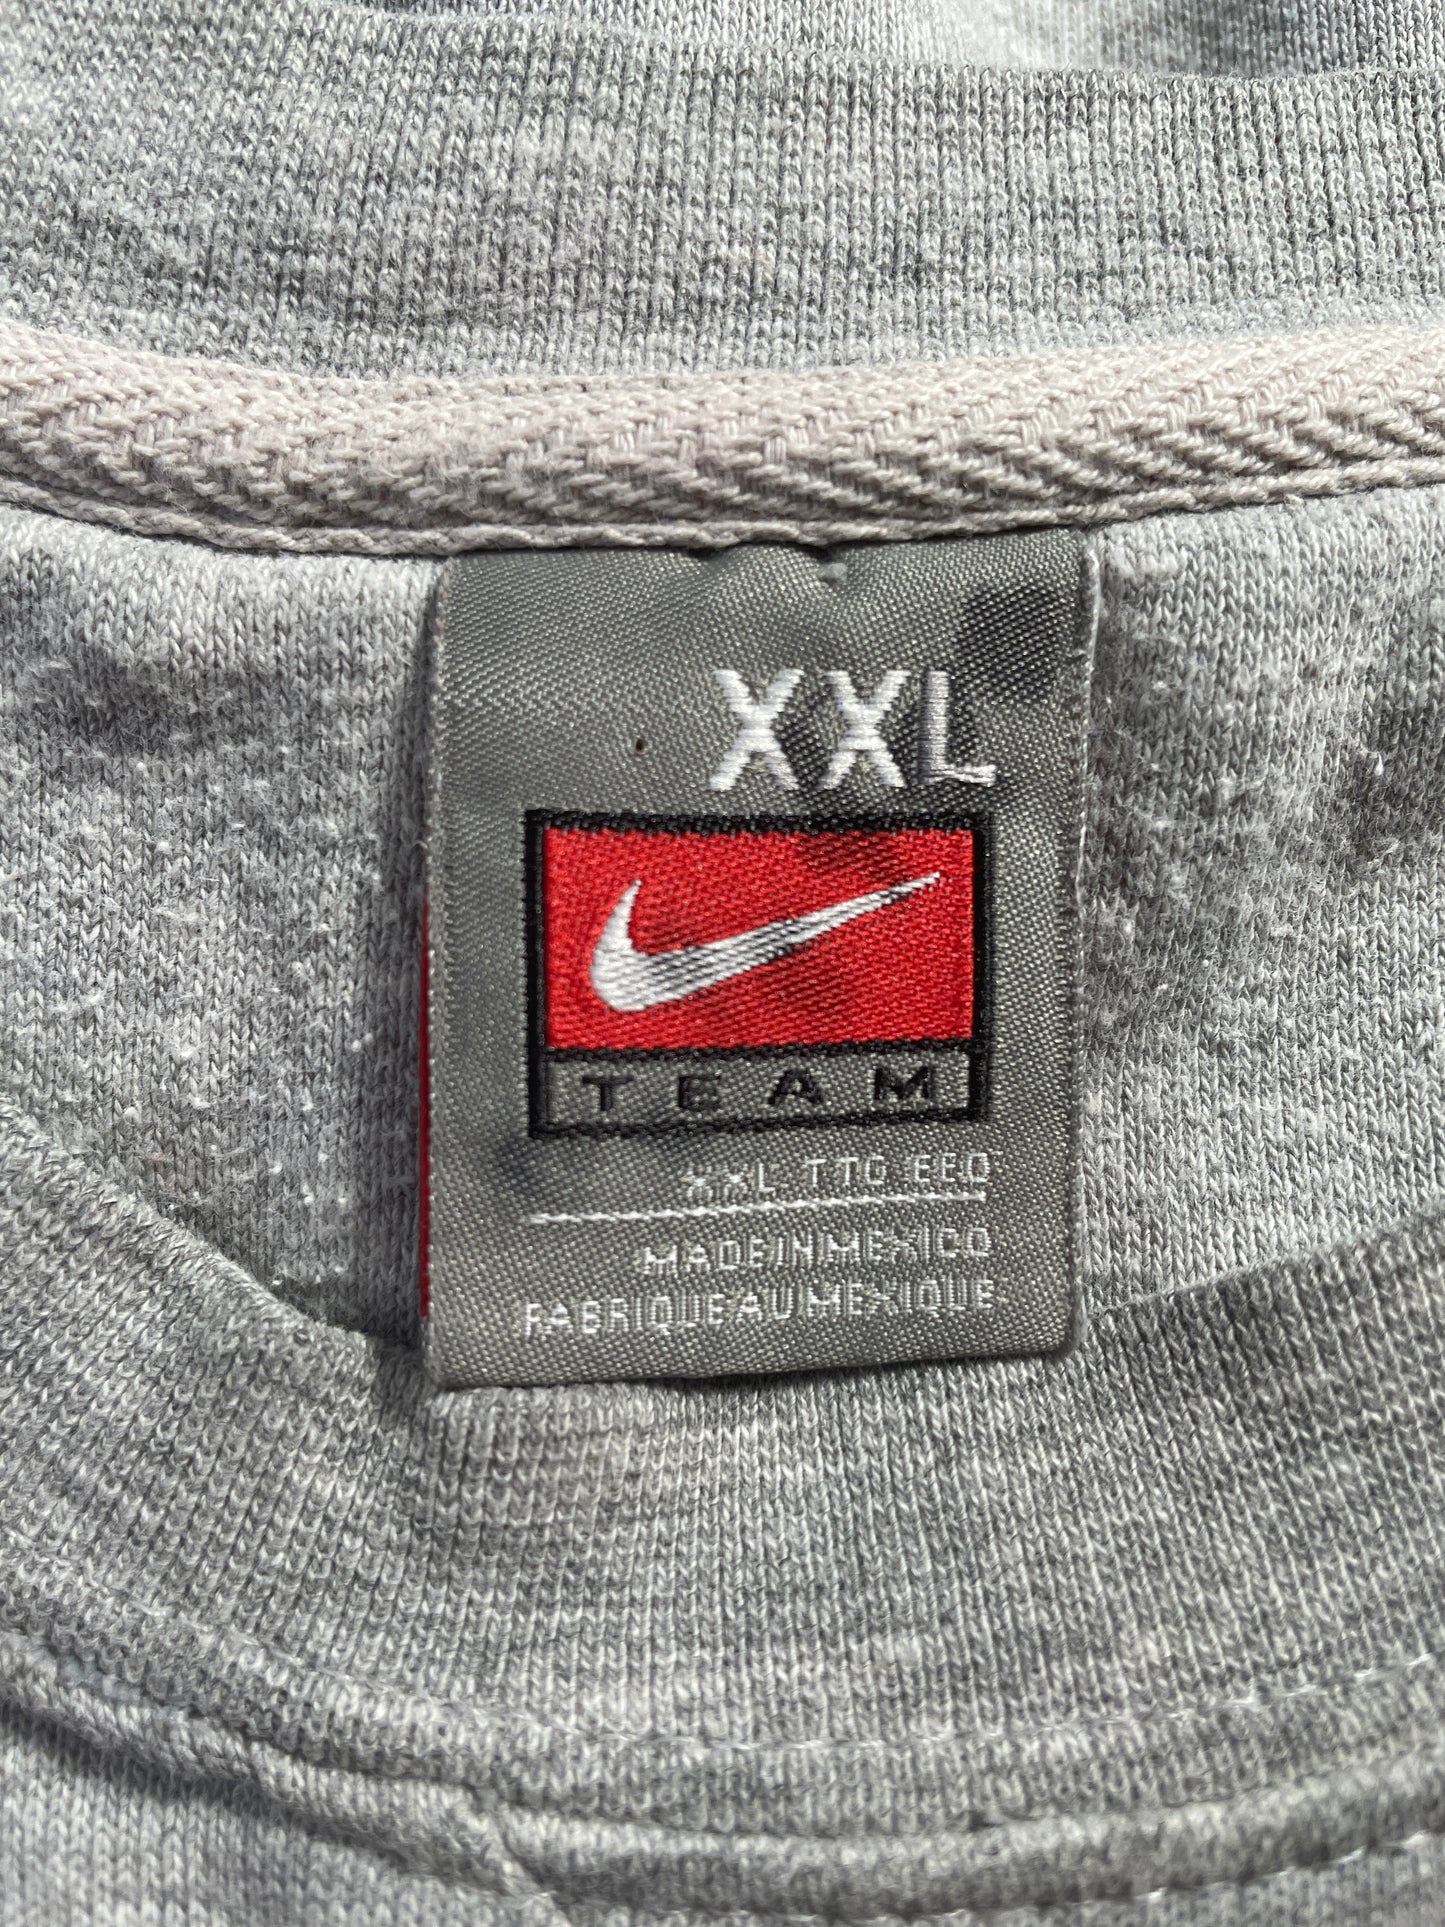 XXL
TEAM
XXL TTG EEG
MADE IN MEXICO
FABRIQUE AU MEXIQUE